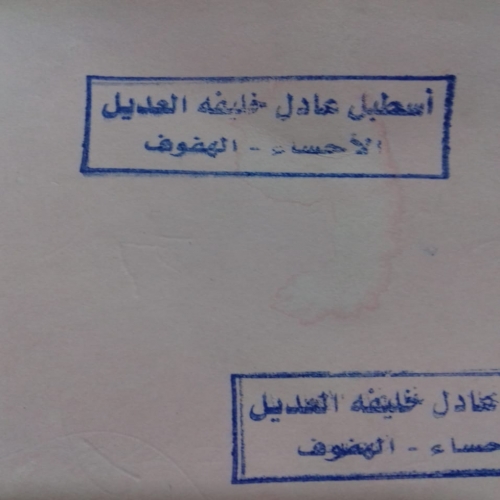 أسطبل عادل خليفه العديل
الأحساء - الهفوف
عادل خليفه العديل
حساء - الهفوف